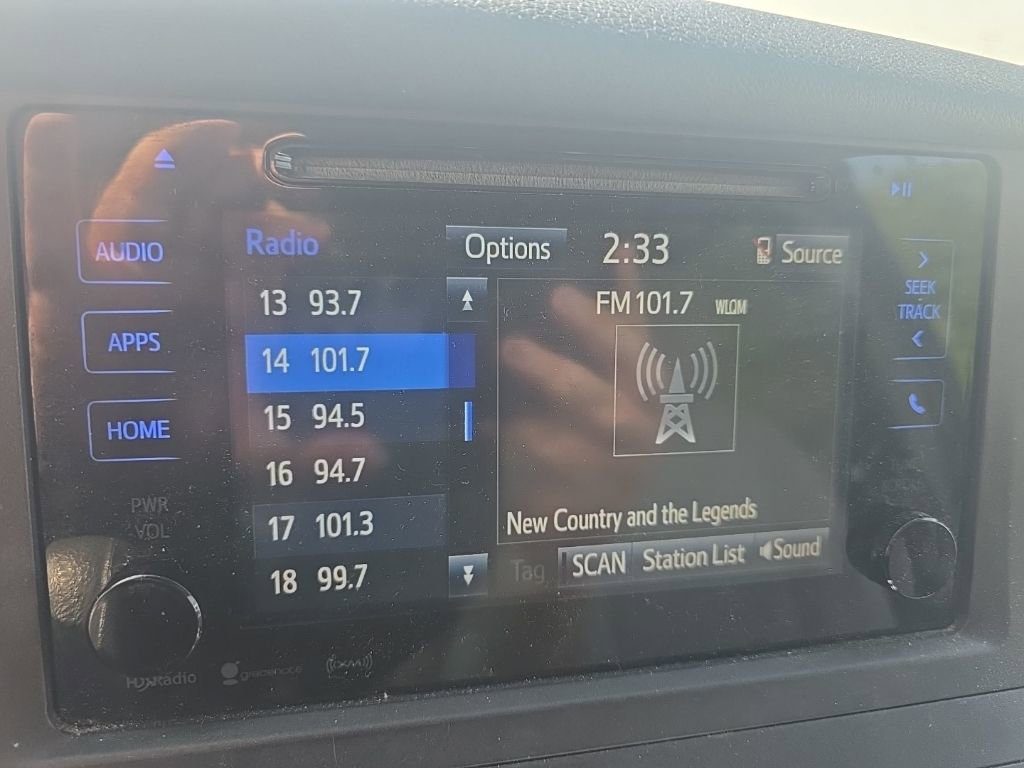 AUDIO
APPS
HOME
PWR
VOL
Radio
Options
2:33
Source
13 93.7
14 101.7
15 94.5
16 94.7
17 101.3
18 99.7
FM 101.7 WLQM
New Country and the Legends
Tag
SCAN
Station List
Sound
SEEK
TRACK
HD Radio
gracenote
((XM))